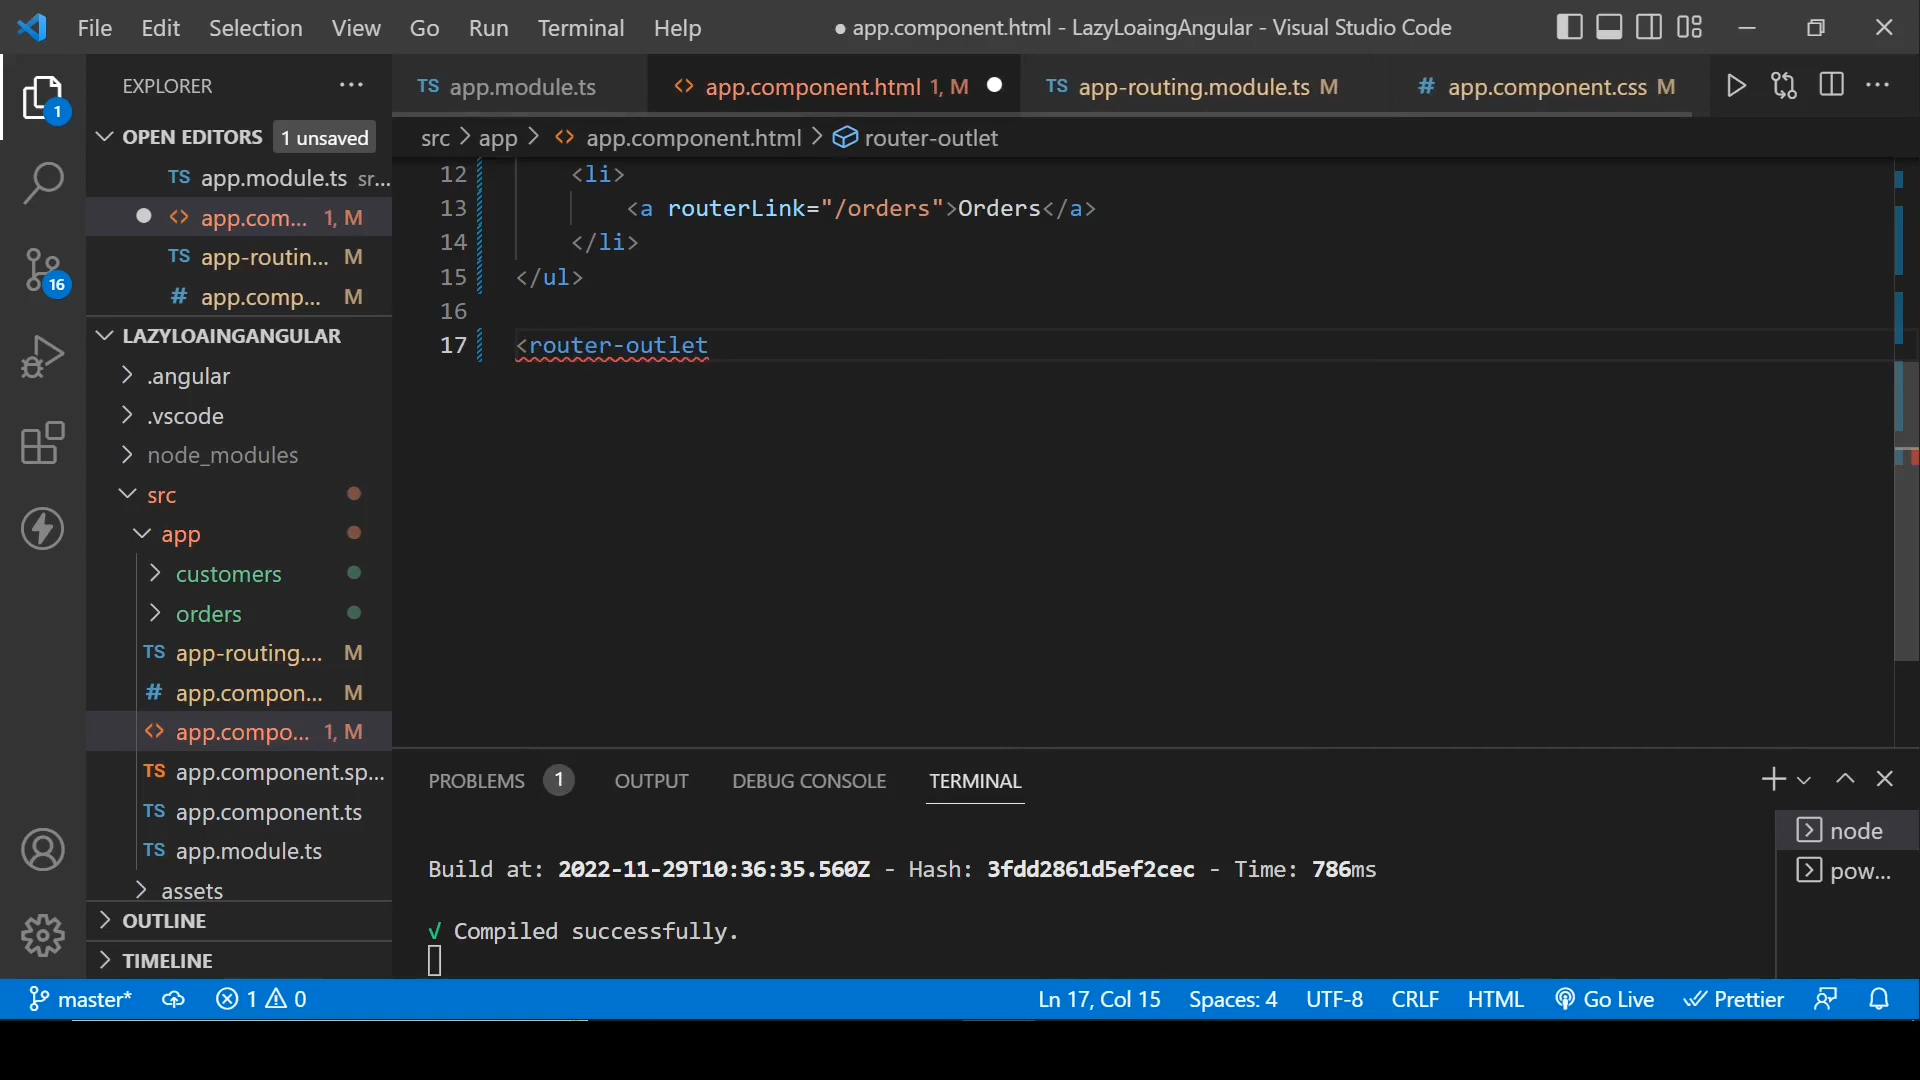 File Edit Selection View Go Run Terminal Help
● app.component.html - LazyLoaingAngular - Visual Studio Code
EXPLORER
TS app.module.ts
<> app.component.html 1, M
TS app-routing.module.ts M
# app.component.css M
OPEN EDITORS 1 unsaved
src > app > <> app.component.html > router-outlet
TS app.module.ts sr...
<> app.com... 1, M
TS app-routin... M
# app.comp... M
LAZYLOAINGANGULAR
.angular
.vscode
node_modules
src
app
customers
orders
TS app-routing.... M
# app.compon... M
<> app.compo... 1, M
TS app.component.sp...
TS app.component.ts
TS app.module.ts
assets
OUTLINE
TIMELINE
1
16
12 <li>
13 <a routerLink="/orders">Orders</a>
14 </li>
15 </ul>
16
17 <router-outlet
PROBLEMS 1 OUTPUT DEBUG CONSOLE TERMINAL
Build at: 2022-11-29T10:36:35.560Z - Hash: 3fdd2861d5ef2cec - Time: 786ms
√ Compiled successfully.
node
pow...
master* 1 0 Ln 17, Col 15 Spaces: 4 UTF-8 CRLF HTML Go Live Prettier